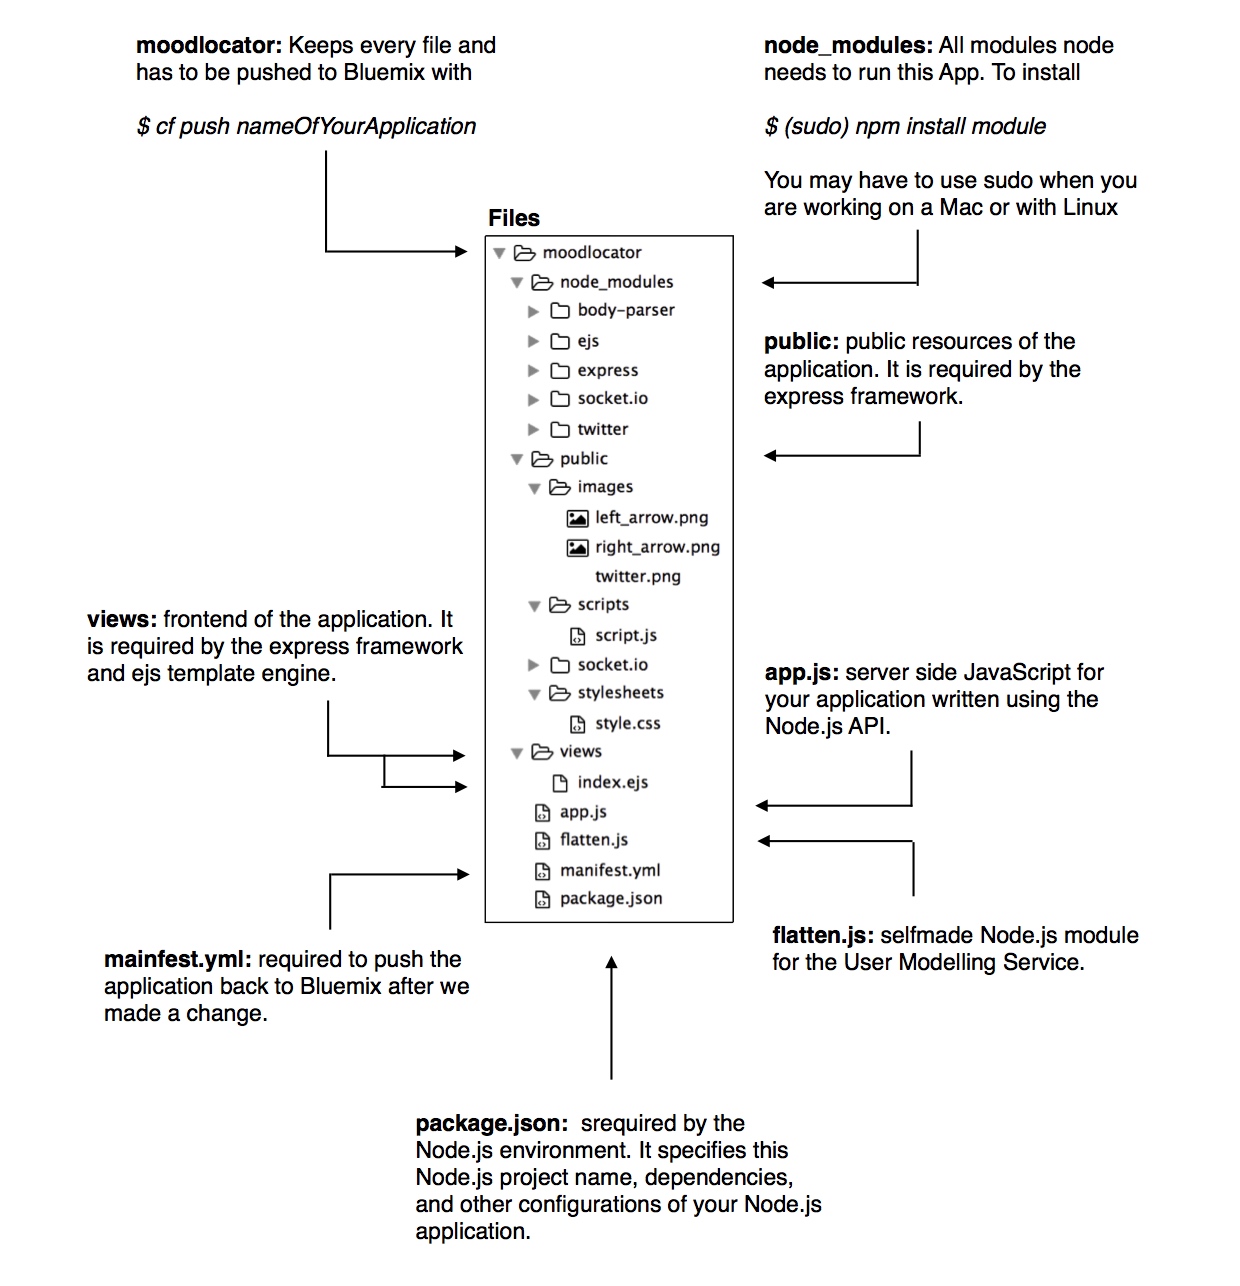 moodlocator: Keeps every file and
has to be pushed to Bluemix with
$ cf push nameOfYourApplication
node_modules: All modules node
needs to run this App. To install
$ (sudo) npm install module
You may have to use sudo when you
are working on a Mac or with Linux
Files
moodlocator
node_modules
body-parser
ejs
express
socket.io
twitter
public
images
left_arrow.png
right_arrow.png
twitter.png
scripts
script.js
socket.io
stylesheets
style.css
views
index.ejs
app.js
flatten.js
manifest.yml
package.json
public: public resources of the
application. It is required by the
express framework.
views: frontend of the application. It
is required by the express framework
and ejs template engine.
app.js: server side JavaScript for
your application written using the
Node.js API.
mainfest.yml: required to push the
application back to Bluemix after we
made a change.
flatten.js: selfmade Node.js module
for the User Modelling Service.
package.json: srequired by the
Node.js environment. It specifies this
Node.js project name, dependencies,
and other configurations of your Node.js
application.